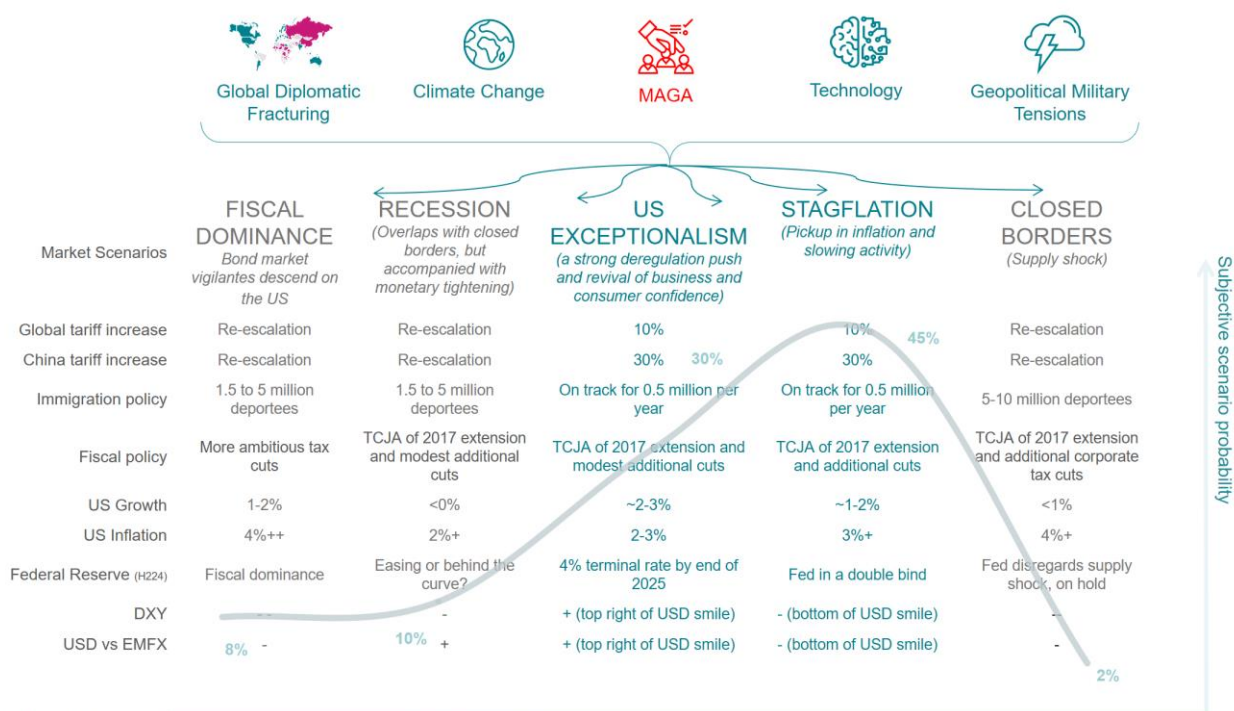 Global Diplomatic
Fracturing
Climate Change
MAGA
Technology
Geopolitical Military
Tensions
Market Scenarios
FISCAL
DOMINANCE
Bond market
vigilantes descend on
the US
RECESSION
(Overlaps with closed
borders, but
accompanied with
monetary tightening)
US
EXCEPTIONALISM
(a strong deregulation push
and revival of business and
consumer confidence)
STAGFLATION
(Pickup in inflation and
slowing activity)
CLOSED
BORDERS
(Supply shock)
Subjective scenario probability
Global tariff increase
Re-escalation
Re-escalation
10%
10%
45%
Re-escalation
China tariff increase
Re-escalation
Re-escalation
30%
30%
30%
Re-escalation
Immigration policy
1.5 to 5 million
deportees
1.5 to 5 million
deportees
On track for 0.5 million per
year
On track for 0.5 million
per year
5-10 million deportees
Fiscal policy
More ambitious tax
cuts
TCJA of 2017 extension
and modest additional
cuts
TCJA of 2017 extension and
modest additional cuts
TCJA of 2017 extension
and additional cuts
TCJA of 2017 extension
and additional corporate
tax cuts
US Growth
1-2%
<0%
~2-3%
~1-2%
<1%
US Inflation
4%++
2%+
2-3%
3%+
4%+
Federal Reserve (H224)
Fiscal dominance
Easing or behind the
curve?
4% terminal rate by end of
2025
Fed in a double bind
Fed disregards supply
shock, on hold
DXY
- -
-
+ (top right of USD smile)
- (bottom of USD smile)
--
USD vs EMFX
8%
-
10%
+
+ (top right of USD smile)
- (bottom of USD smile)
-
2%